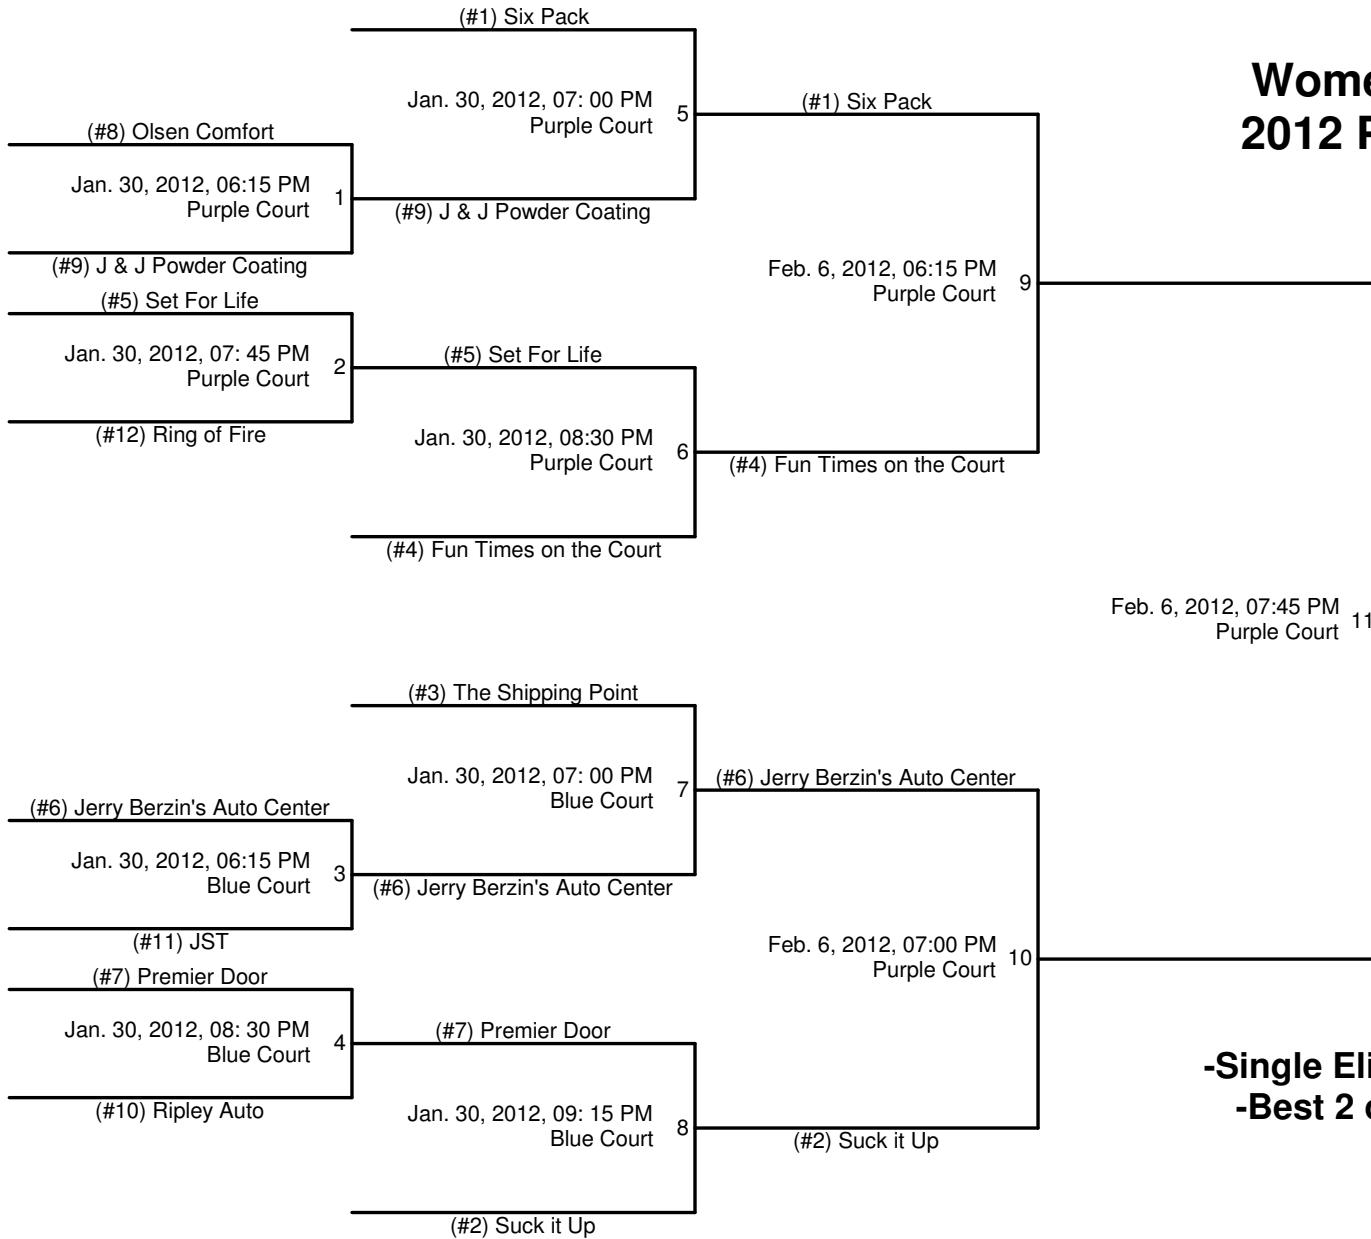 (#1) Six Pack
Jan. 30, 2012, 07: 00 PM
Purple Court
5
(#1) Six Pack
Wome
2012 P
(#8) Olsen Comfort
Jan. 30, 2012, 06:15 PM
Purple Court
1
(#9) J & J Powder Coating
(#9) J & J Powder Coating
(#5) Set For Life
Feb. 6, 2012, 06:15 PM
Purple Court
9
Jan. 30, 2012, 07: 45 PM
Purple Court
2
(#5) Set For Life
(#12) Ring of Fire
Jan. 30, 2012, 08:30 PM
Purple Court
6
(#4) Fun Times on the Court
(#4) Fun Times on the Court
Feb. 6, 2012, 07:45 PM
Purple Court
11
(#3) The Shipping Point
Jan. 30, 2012, 07: 00 PM
Blue Court
7
(#6) Jerry Berzin's Auto Center
(#6) Jerry Berzin's Auto Center
Jan. 30, 2012, 06:15 PM
Blue Court
3
(#6) Jerry Berzin's Auto Center
(#11) JST
Feb. 6, 2012, 07:00 PM
Purple Court
10
(#7) Premier Door
Jan. 30, 2012, 08: 30 PM
Blue Court
4
(#7) Premier Door
(#10) Ripley Auto
Jan. 30, 2012, 09: 15 PM
Blue Court
8
(#2) Suck it Up
-Single Eli
-Best 2
(#2) Suck it Up